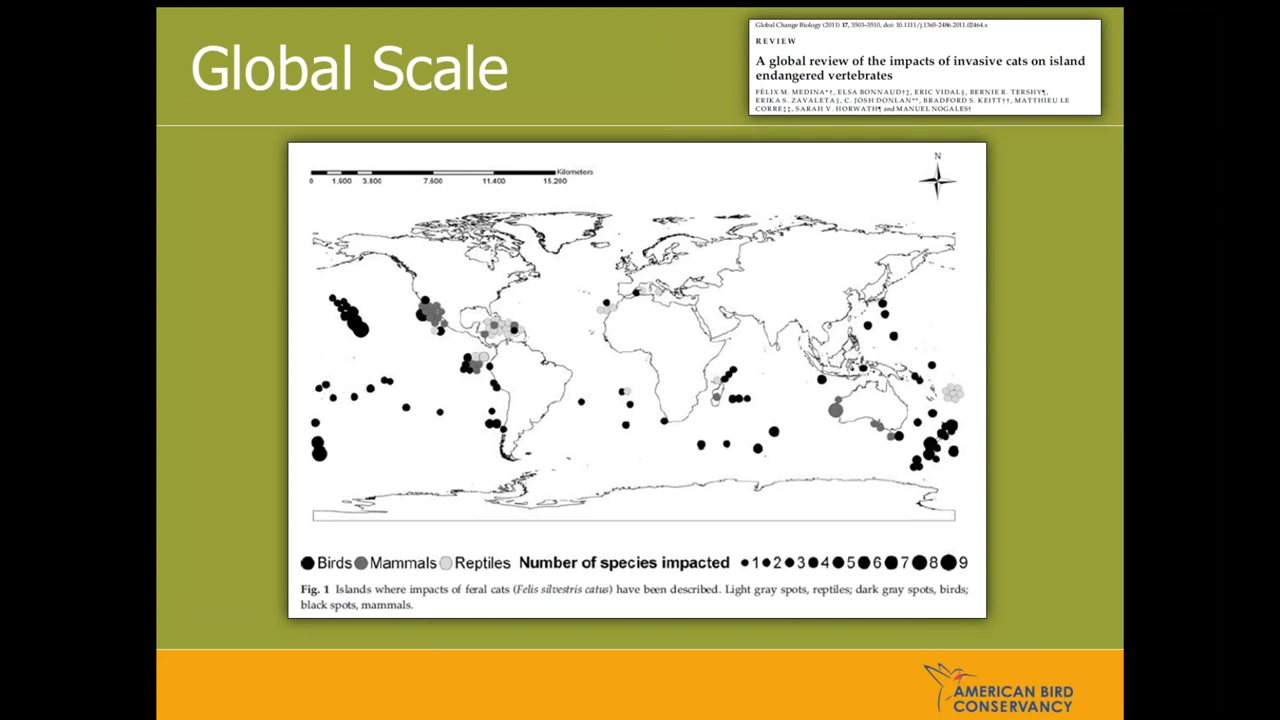 Global Scale
Global Change Biology (2011) 17, 3503–3510, doi: 10.1111/j.1365-2486.2011.02464.x
REVIEW
A global review of the impacts of invasive cats on island
endangered vertebrates
FÉLIX M. MEDINA*†, ELSA BONNAUD†‡, ERIC VIDAL§, BERNIE R. TERSHY¶,
ERIKA S. ZAVALETA||, C. JOSH DONLAN**, BRADFORD S. KEITT††, MATTHIEU LE
CORRE‡‡, SARAH V. HORWATH¶ and MANUEL NOGALES†
N
Kilometers
0 1.900 3.800 7.600 11.400 15.200
Birds Mammals Reptiles Number of species impacted 1 2 3 4 5 6 7 8 9
Fig. 1 Islands where impacts of feral cats (Felis silvestris catus) have been described. Light gray spots, reptiles; dark gray spots, birds;
black spots, mammals.
AMERICAN BIRD
CONSERVANCY